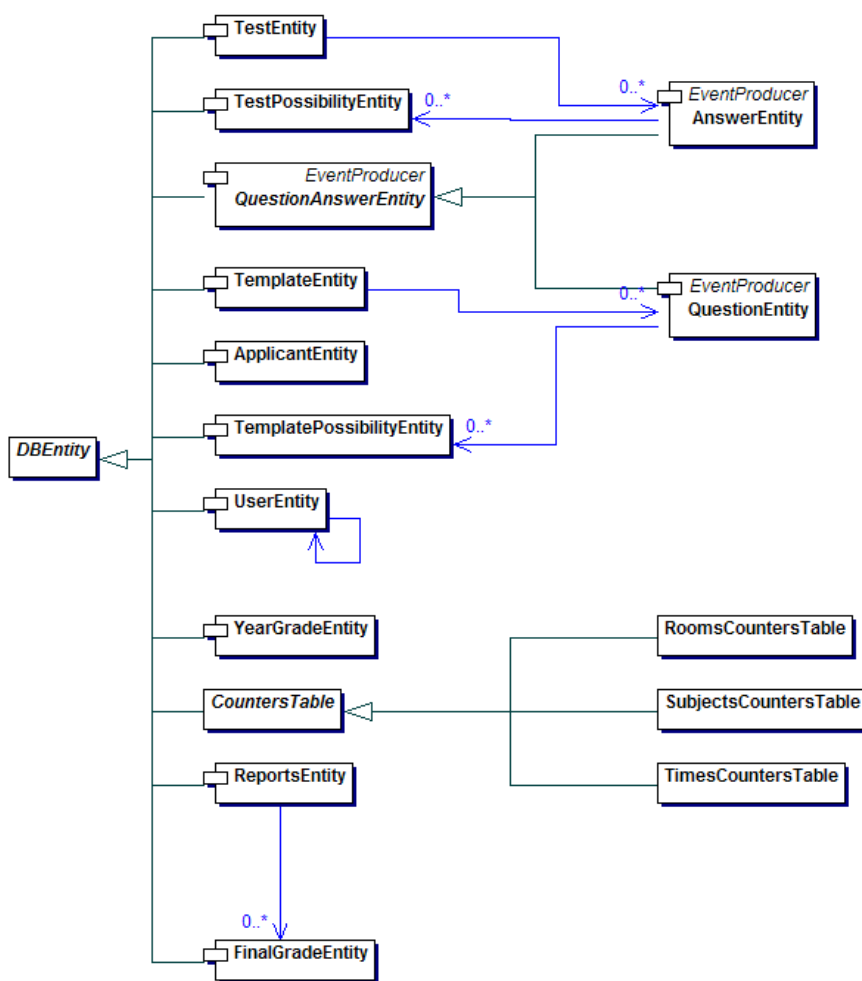 TestEntity
0..*
0..*
TestPossibilityEntity
EventProducer
AnswerEntity
EventProducer
QuestionAnswerEntity
TemplateEntity
0..*
EventProducer
QuestionEntity
ApplicantEntity
TemplatePossibilityEntity
0..*
DBEntity
UserEntity
YearGradeEntity
RoomsCountersTable
CountersTable
SubjectsCountersTable
ReportsEntity
TimesCountersTable
0..*
FinalGradeEntity